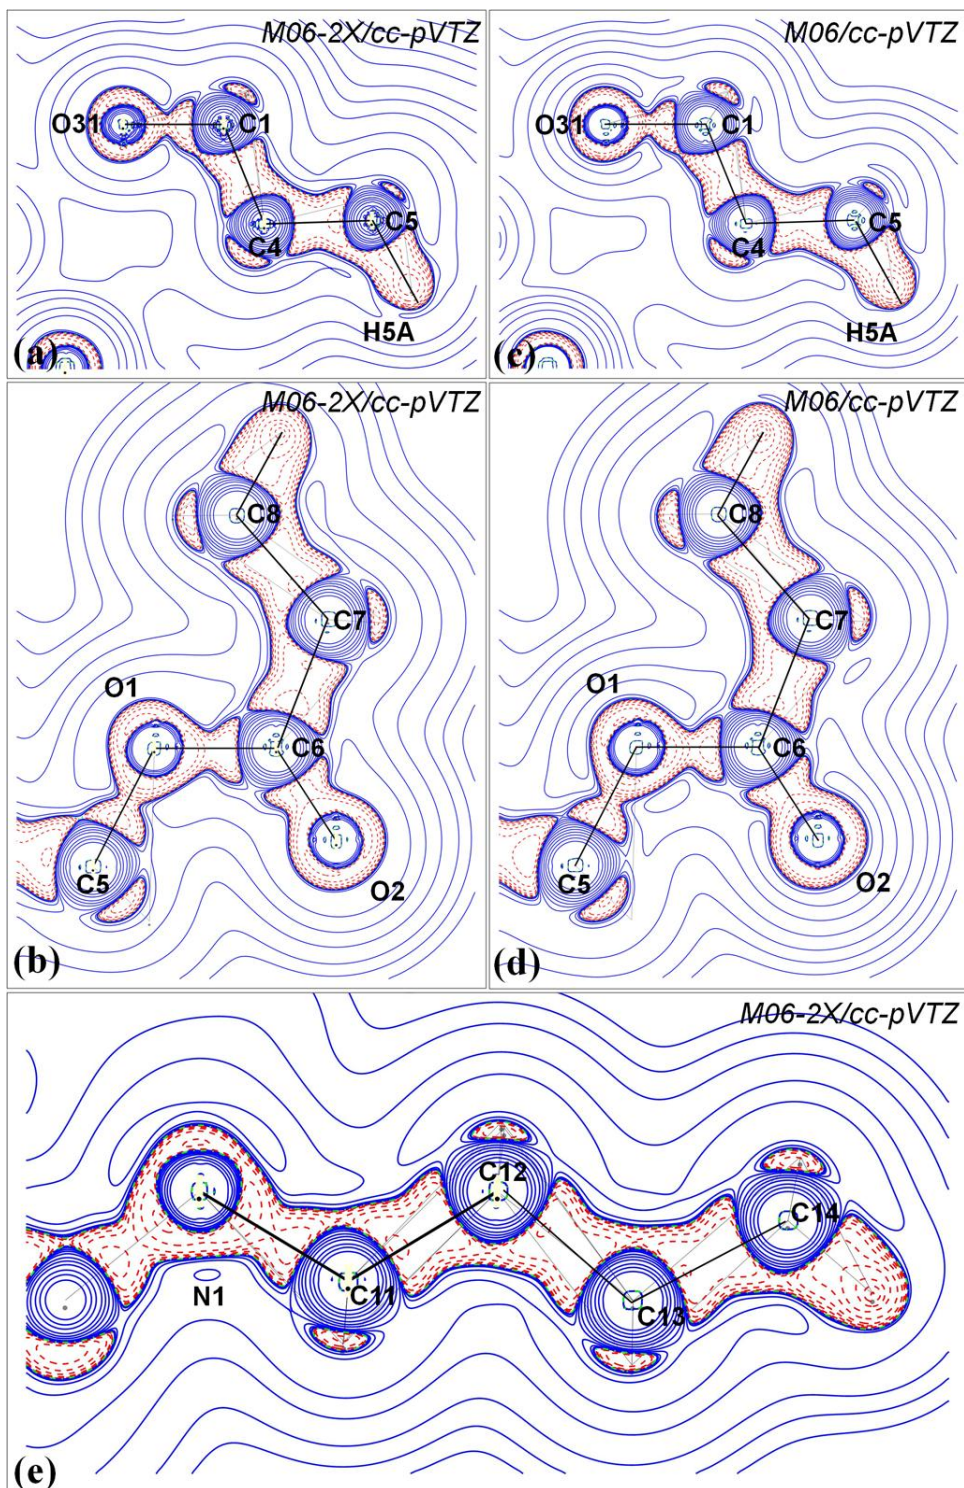 M06-2X/cc-pVTZ
O31
C1
C4
C5
H5A
(a)
M06/cc-pVTZ
O31
C1
C4
C5
H5A
(c)
M06-2X/cc-pVTZ
C8
C7
O1
C6
C5
O2
(b)
M06/cc-pVTZ
C8
C7
O1
C6
C5
O2
(d)
M06-2X/cc-pVTZ
C12
C14
N1
C11
C13
(e)